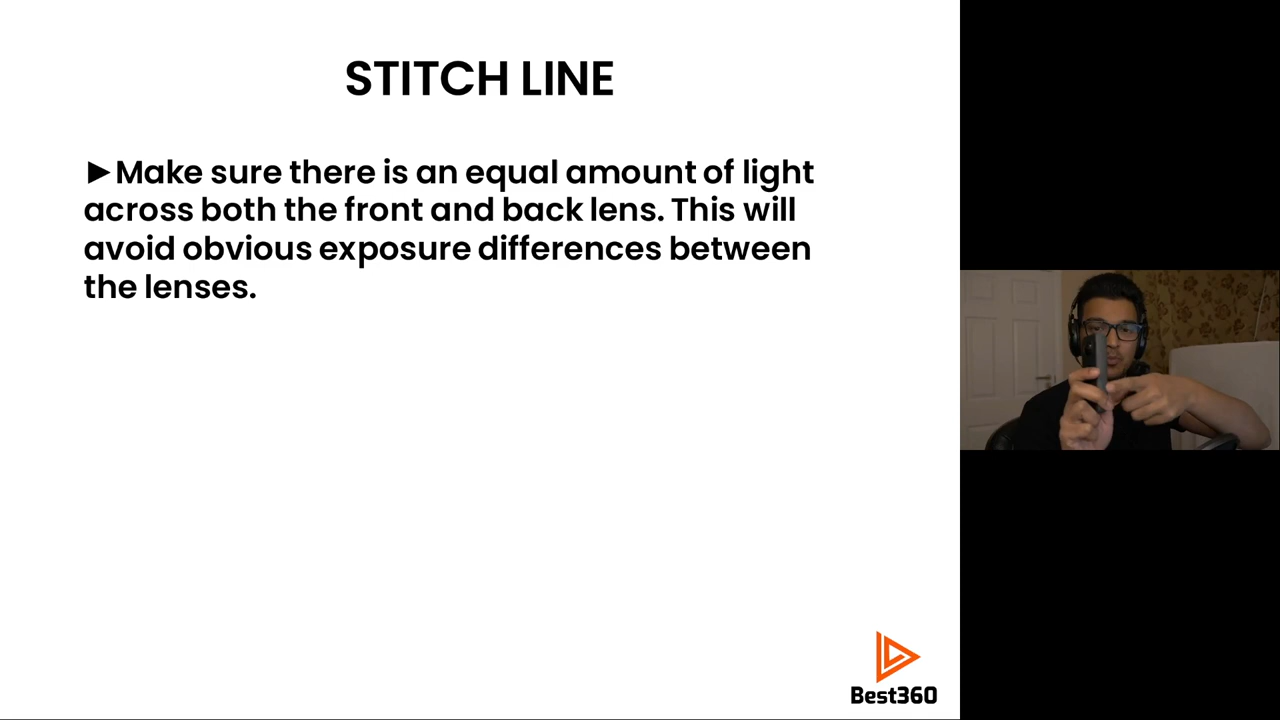 STITCH LINE
►Make sure there is an equal amount of light
across both the front and back lens. This will
avoid obvious exposure differences between
the lenses.
Best360